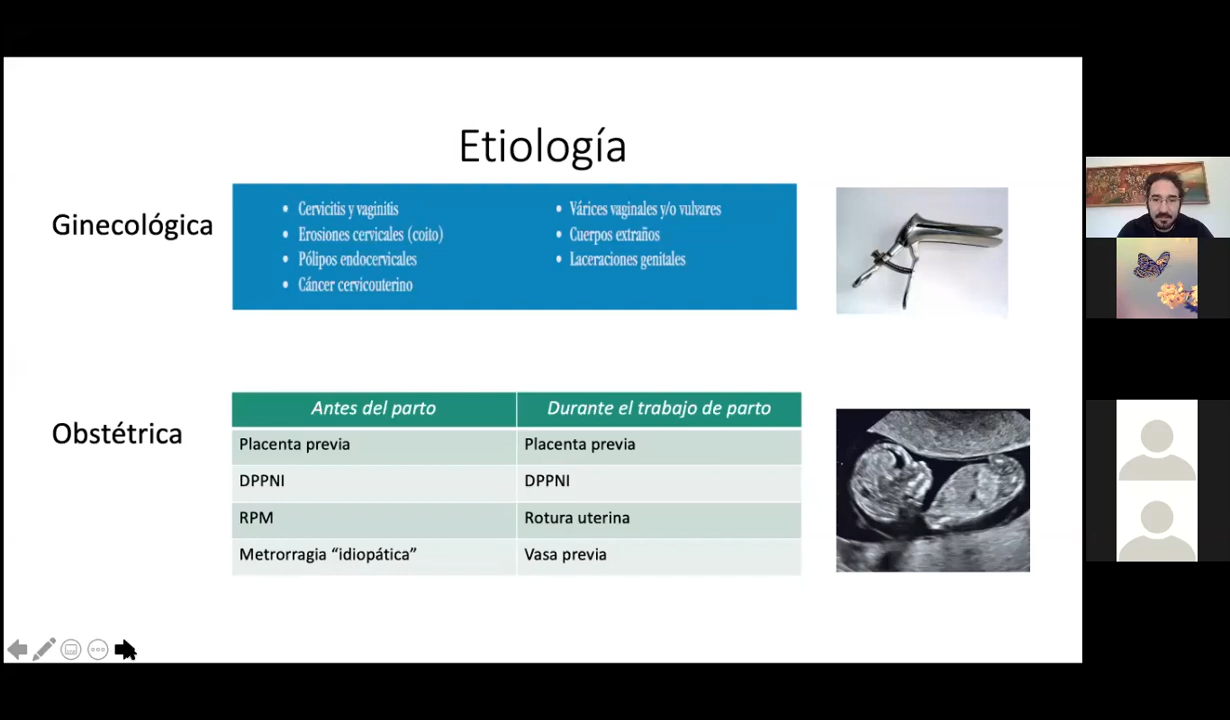 Etiología
Ginecológica
• Cervicitis y vaginitis
• Erosiones cervicales (coito)
• Pólipos endocervicales
• Cáncer cervicouterino
• Várices vaginales y/o vulvares
• Cuerpos extraños
• Laceraciones genitales
Obstétrica
Antes del parto Durante el trabajo de parto
Placenta previa Placenta previa
DPPNI DPPNI
RPM Rotura uterina
Metrorragia “idiopática” Vasa previa